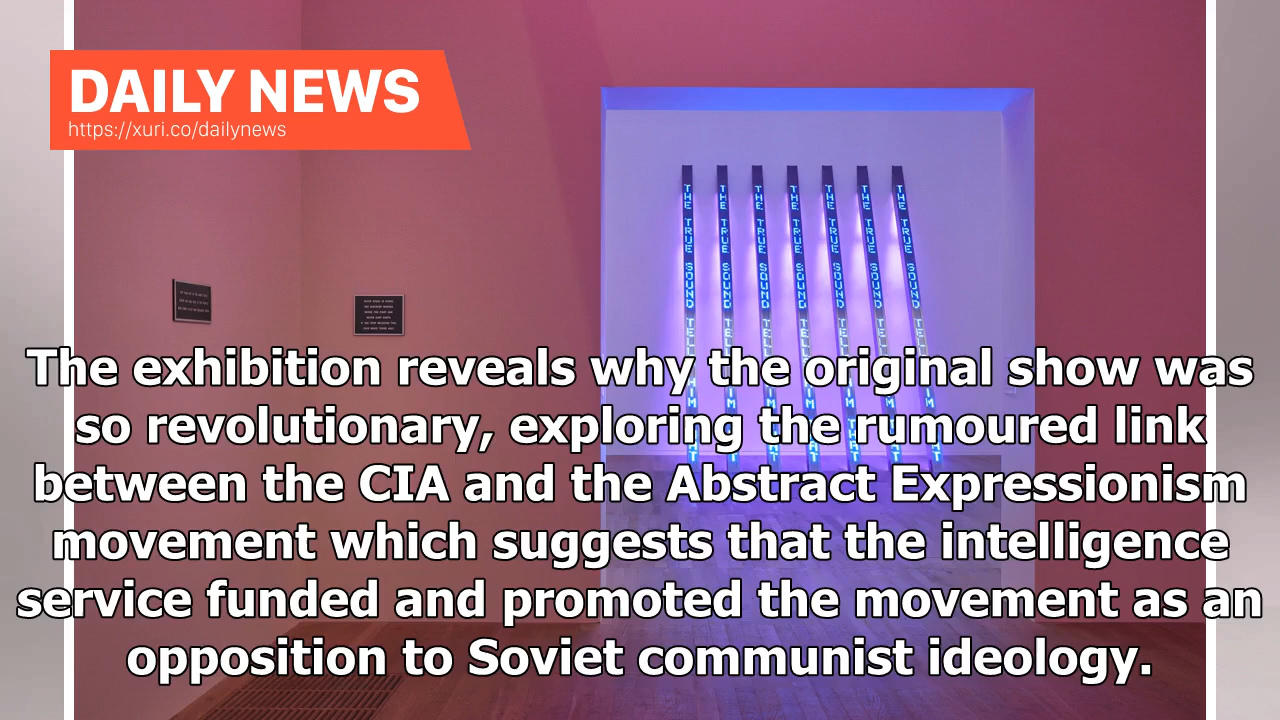 DAILY NEWS
https://xuri.co/dailynews
THE TRUE SOUND
THE TRUE SOUND
THE TRUE SOUND
THE TRUE SOUND
THE TRUE SOUND
THE TRUE SOUND
THE TRUE SOUND
The exhibition reveals why the original show was
so revolutionary, exploring the rumoured link
between the CIA and the Abstract Expressionism
movement which suggests that the intelligence
service funded and promoted the movement as an
opposition to Soviet communist ideology.